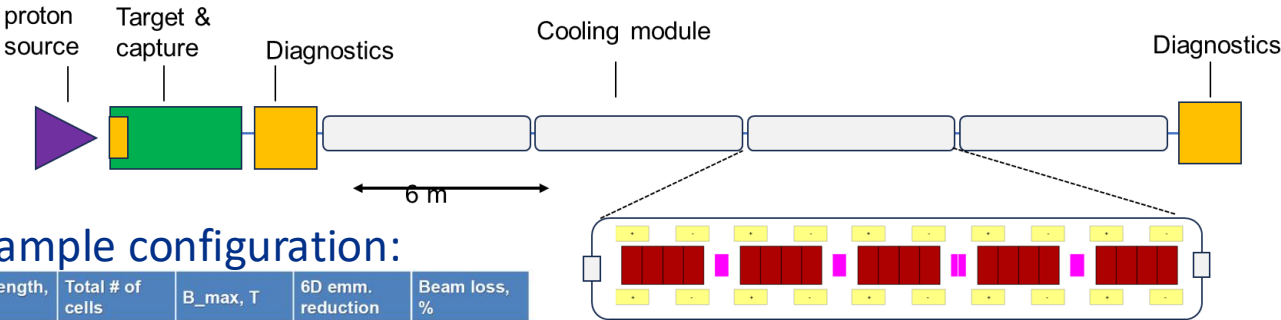 proton
source
Target &
capture
Diagnostics
Cooling module
Diagnostics
6 m
ample configuration:
ength,
Total # of
cells
B_max, T
6D emm.
reduction
Beam loss,
%
+ - + - + - + - + -
+ - + - + - + - + -